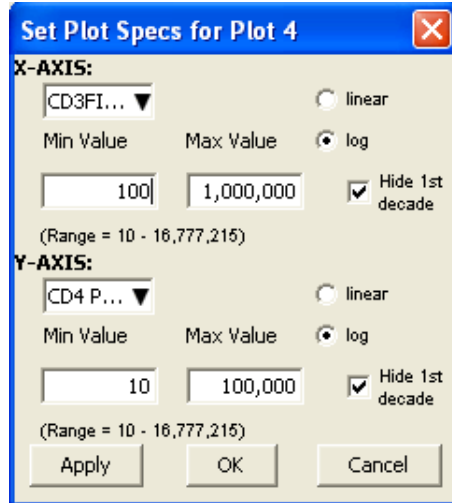 Set Plot Specs for Plot 4
X-AXIS:
CD3FI... linear
Min Value Max Value log
100 1,000,000 Hide 1st
decade
(Range = 10 - 16,777,215)
Y-AXIS:
CD4 P... linear
Min Value Max Value log
10 100,000 Hide 1st
decade
(Range = 10 - 16,777,215)
Apply OK Cancel